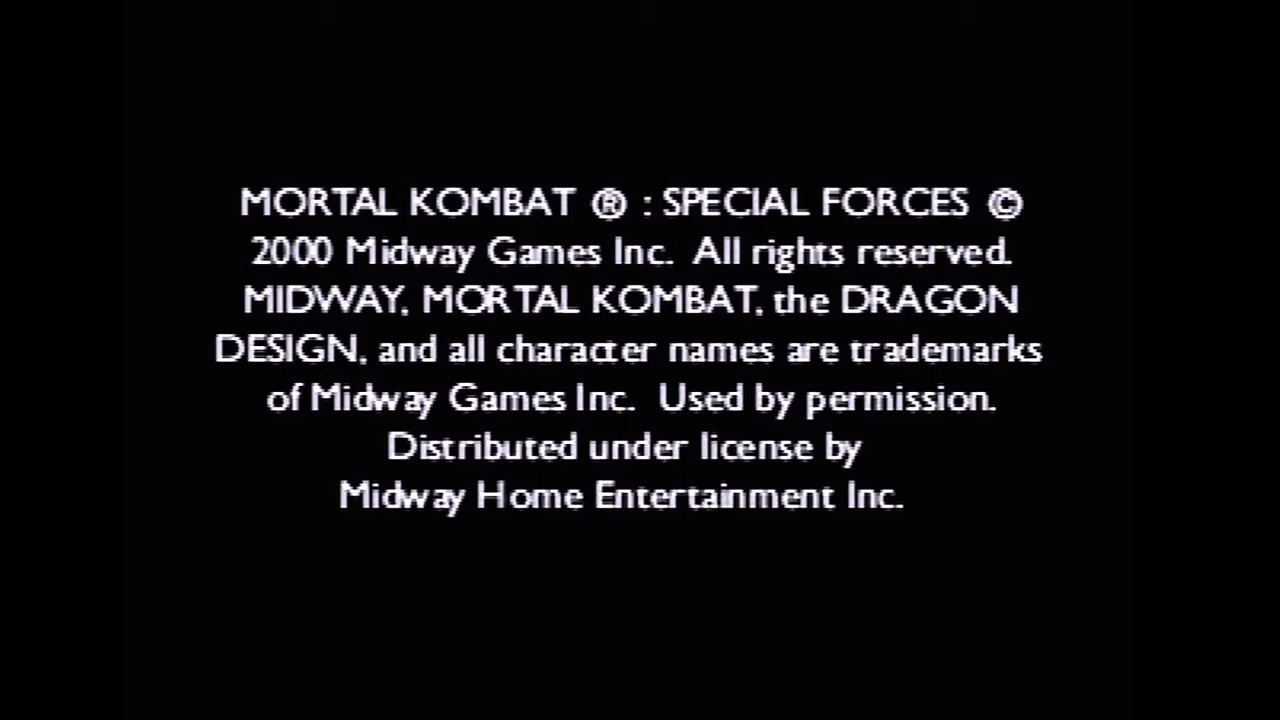 MORTAL KOMBAT ® : SPECIAL FORCES ©
2000 Midway Games Inc.  All rights reserved.
MIDWAY, MORTAL KOMBAT, the DRAGON
DESIGN, and all character names are trademarks
of Midway Games Inc.  Used by permission.
Distributed under license by
Midway Home Entertainment Inc.